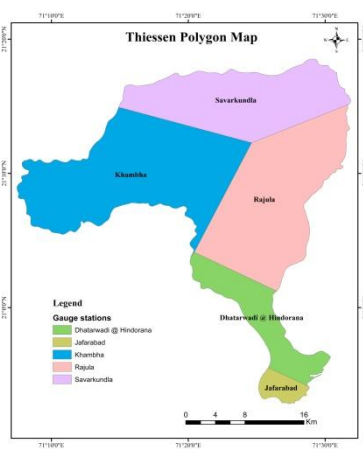 71°10'0"E 71°20'0"E 71°30'0"E
Thiessen Polygon Map
N
W E
S
21°20'0"N
21°10'0"N
21°0'0"N
Savarkundla
Khambha
Rajula
Dhatarwadi @ Hindorana
Jafarabad
Legend
Gauge stations
Dhatarwadi @ Hindorana
Jafarabad
Khambha
Rajula
Savarkundla
0 4 8 16
Km
71°10'0"E 71°20'0"E 71°30'0"E